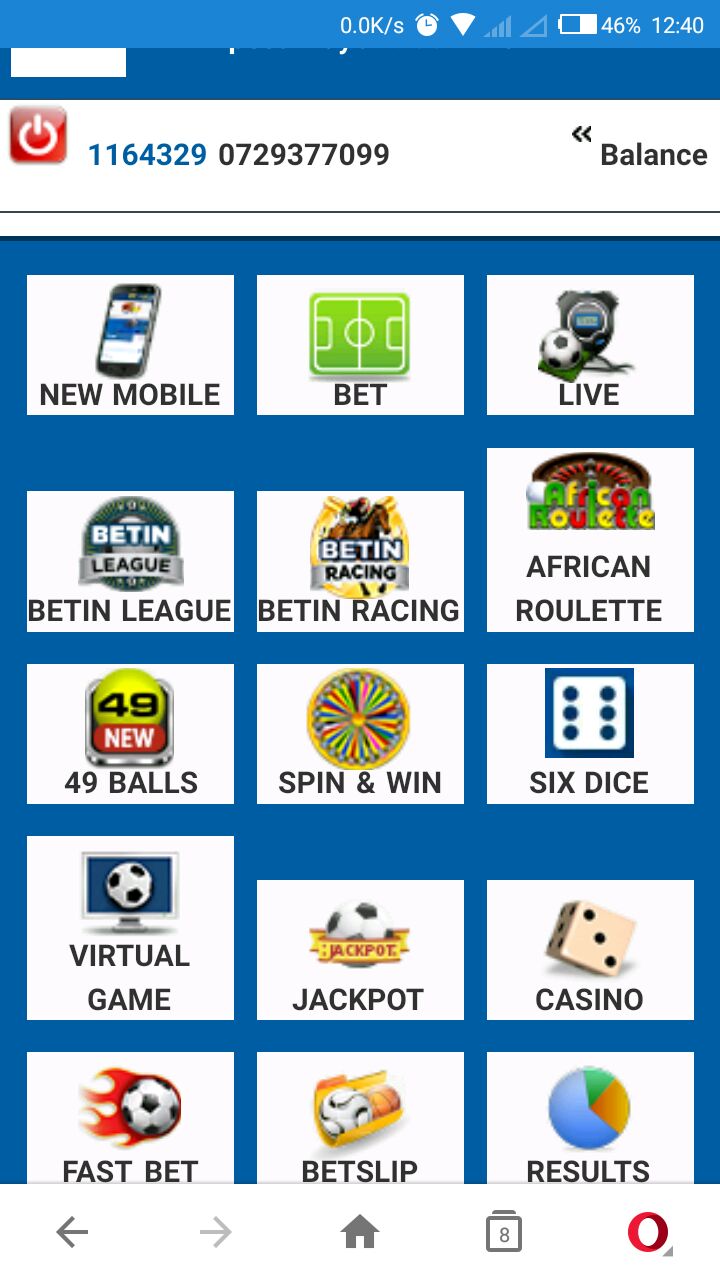 0.0K/s 46% 12:40
1164329 0729377099 Balance
NEW MOBILE
BET
LIVE
BETIN
LEAGUE
BETIN LEAGUE
BETIN
RACING
BETIN RACING
African
Roulette
AFRICAN
ROULETTE
49
NEW
49 BALLS
SPIN & WIN
SIX DICE
VIRTUAL
GAME
JACKPOT
JACKPOT
CASINO
FAST BET
BETSLIP
RESULTS
8